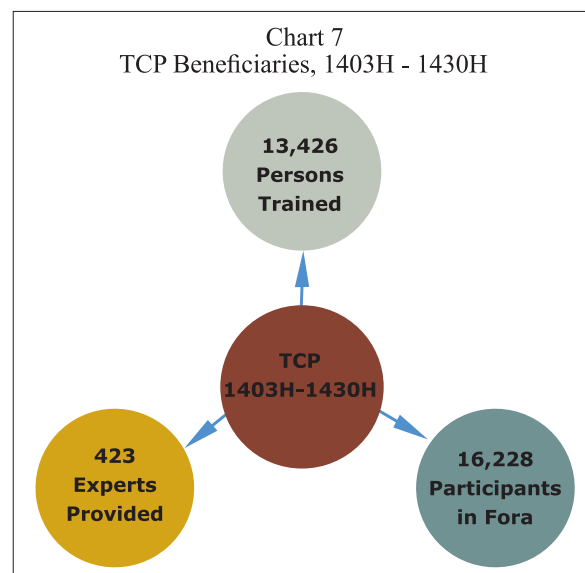 Chart 7
TCP Beneficiaries, 1403H - 1430H
13,426
Persons
Trained
TCP
1403H-1430H
423
Experts
Provided
16,228
Participants
in Fora